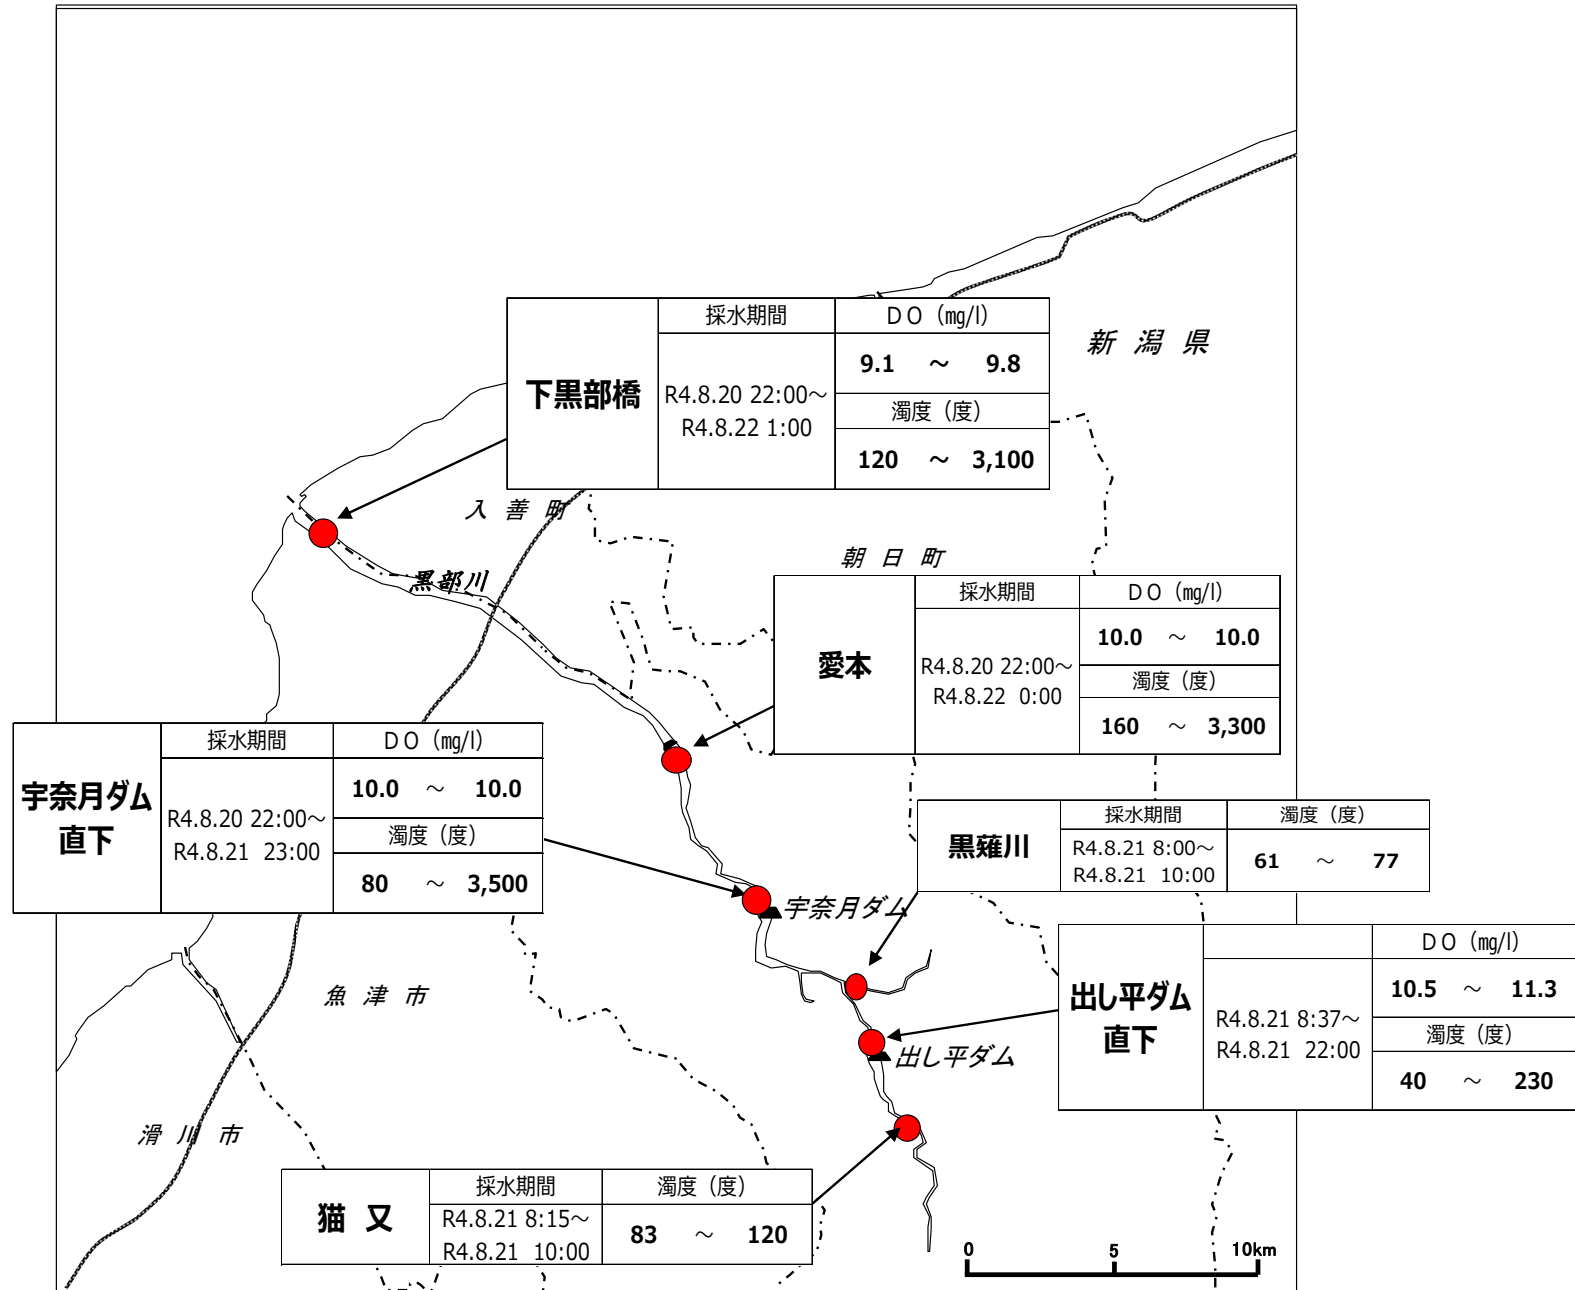 採水期間
ＤＯ（mg/l）
下黒部橋
9.1 ～ 9.8
R4.8.20 22:00～
R4.8.22 1:00
濁度（度）
120 ～ 3,100
新潟県
入善町
朝日町
黒部川
採水期間
ＤＯ（mg/l）
愛本
10.0 ～ 10.0
R4.8.20 22:00～
R4.8.22 0:00
濁度（度）
160 ～ 3,300
採水期間
ＤＯ（mg/l）
宇奈月ダム
直下
10.0 ～ 10.0
R4.8.20 22:00～
R4.8.21 23:00
濁度（度）
80 ～ 3,500
採水期間
濁度（度）
黒薙川
R4.8.21 8:00～
R4.8.21 10:00
61 ～ 77
宇奈月ダム
ＤＯ（mg/l）
出し平ダム
直下
10.5 ～ 11.3
R4.8.21 8:37～
R4.8.21 22:00
濁度（度）
40 ～ 230
魚津市
出し平ダム
滑川市
採水期間
濁度（度）
猫 又
R4.8.21 8:15～
R4.8.21 10:00
83 ～ 120
0 5 10km